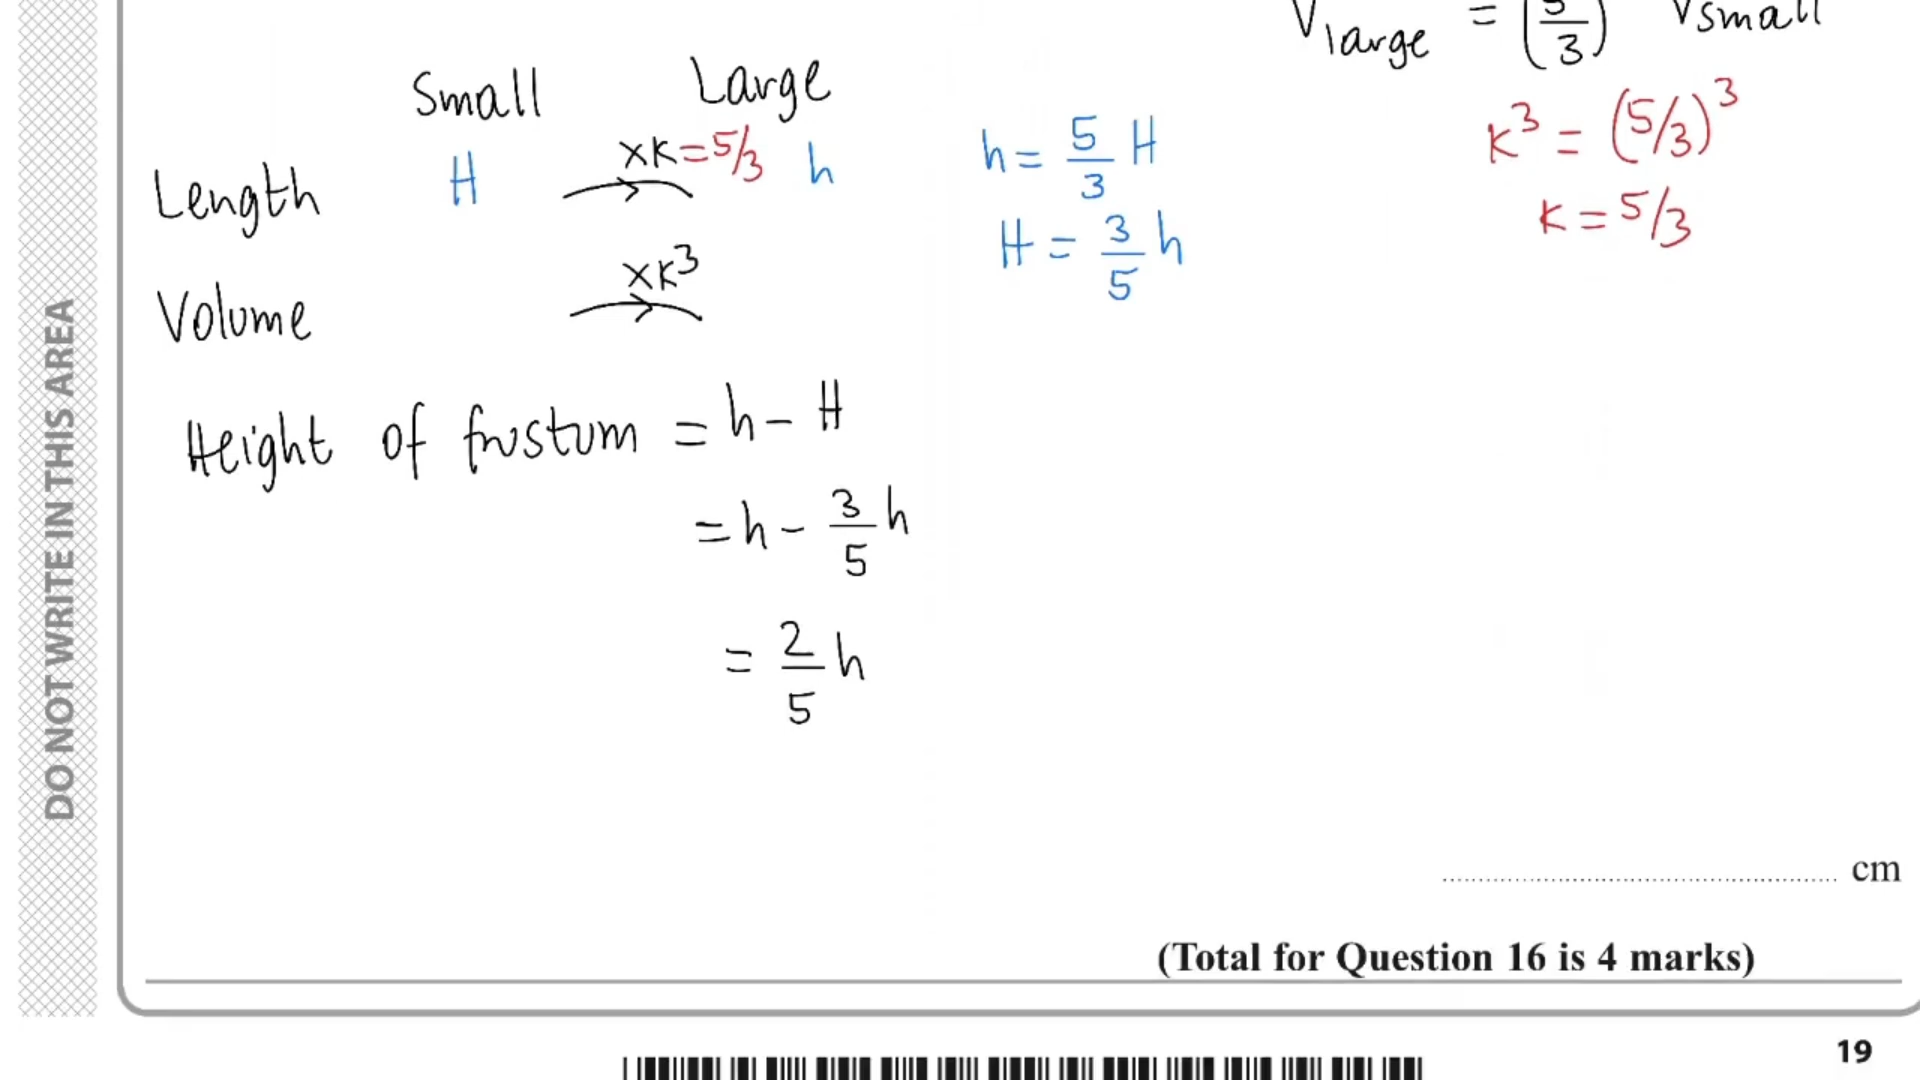 V large = (5/3) V small
Small Large
Length H ×K=5/3 h
Volume ×K³
h = 5/3 H
H = 3/5 h
K³ = (5/3)³
K = 5/3
Height of frustum = h - H
= h - 3/5 h
= 2/5 h
DO NOT WRITE IN THIS AREA
cm
(Total for Question 16 is 4 marks)
19